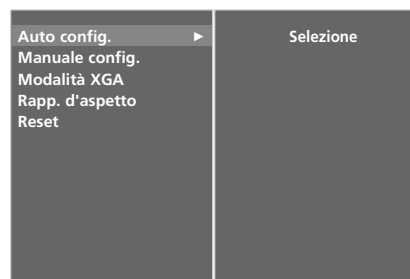 Auto config. ► Selezione
Manuale config.
Modalità XGA
Rapp. d'aspetto
Reset